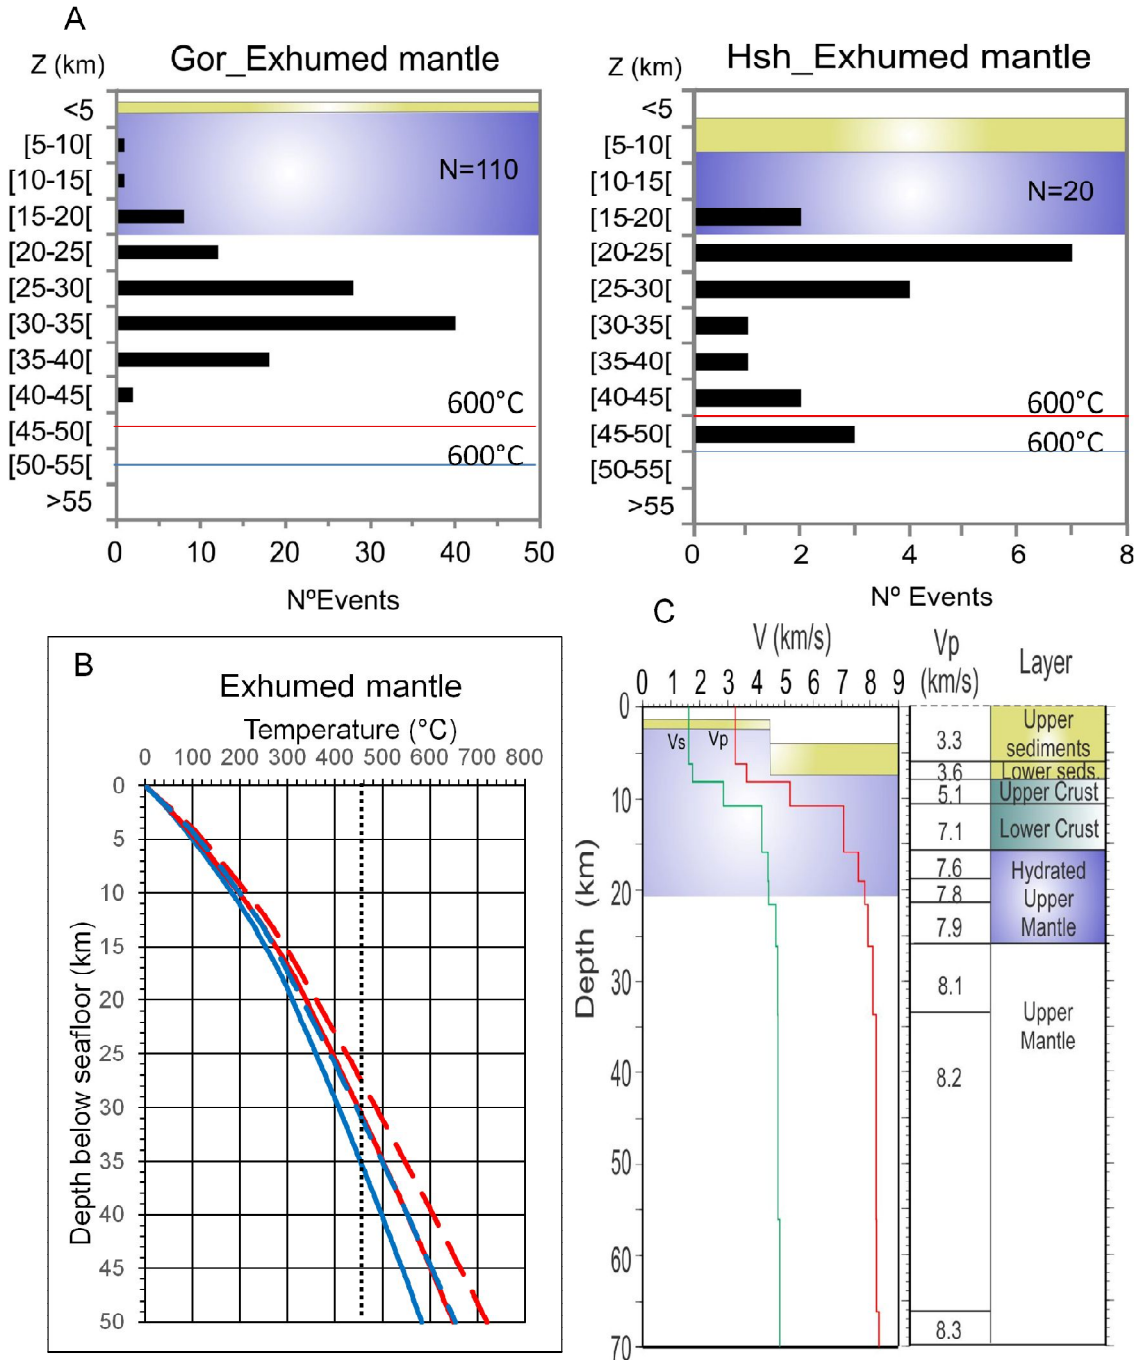 A
Z (km)
Gor_Exhumed mantle
<5
[5-10[
[10-15[
[15-20[
[20-25[
[25-30[
[30-35[
[35-40[
[40-45[
[45-50[
[50-55[
>55
N=110
600°C
600°C
0 10 20 30 40 50
NºEvents
Z (km)
Hsh_Exhumed mantle
<5
[5-10[
[10-15[
[15-20[
[20-25[
[25-30[
[30-35[
[35-40[
[40-45[
[45-50[
[50-55[
>55
N=20
600°C
600°C
0 2 4 6 8
Nº Events
B
Exhumed mantle
Temperature (°C)
0 100 200 300 400 500 600 700 800
0
5
10
15
20
25
30
35
40
45
50
Depth below seafloor (km)
C
V (km/s)
0 1 2 3 4 5 6 7 8 9
0
10
20
30
40
50
60
70
Depth (km)
Vs Vp
Vp
(km/s)
Layer
3.3
3.6
5.1
7.1
7.6
7.8
7.9
8.1
8.2
8.3
Upper
sediments
Lower seds.
Upper Crust
Lower Crust
Hydrated
Upper
Mantle
Upper
Mantle